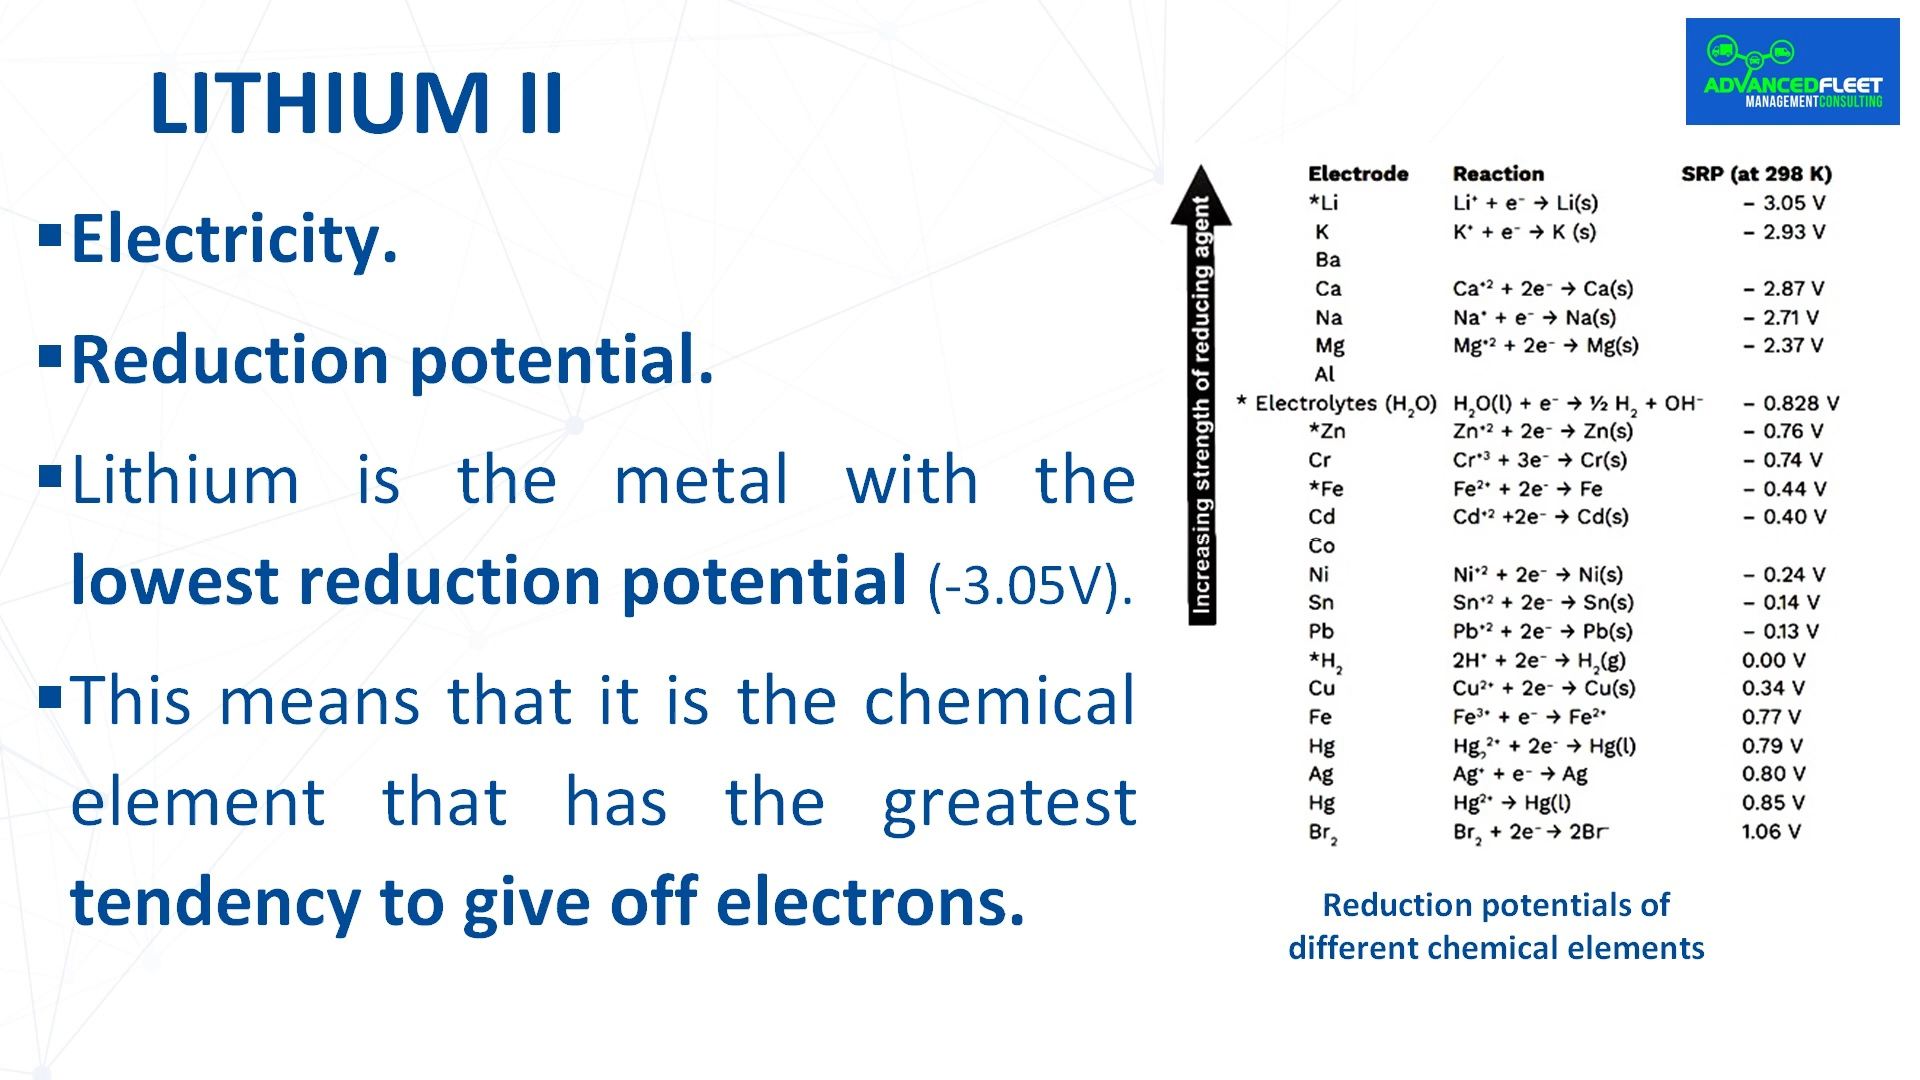 LITHIUM II
ADVANCEDFLEET
MANAGEMENTCONSULTING
▪Electricity.
▪Reduction potential.
▪Lithium is the metal with the
lowest reduction potential (-3.05V).
▪This means that it is the chemical
element that has the greatest
tendency to give off electrons.
Increasing strength of reducing agent
Electrode Reaction SRP (at 298 K)
*Li Li⁺ + e⁻ → Li(s) – 3.05 V
K K⁺ + e⁻ → K (s) – 2.93 V
Ba
Ca Ca⁺² + 2e⁻ → Ca(s) – 2.87 V
Na Na⁺ + e⁻ → Na(s) – 2.71 V
Mg Mg⁺² + 2e⁻ → Mg(s) – 2.37 V
Al
* Electrolytes (H₂O) H₂O(l) + e⁻ → ½ H₂ + OH⁻ – 0.828 V
*Zn Zn⁺² + 2e⁻ → Zn(s) – 0.76 V
Cr Cr⁺³ + 3e⁻ → Cr(s) – 0.74 V
*Fe Fe²⁺ + 2e⁻ → Fe – 0.44 V
Cd Cd⁺² +2e⁻ → Cd(s) – 0.40 V
Co
Ni Ni⁺² + 2e⁻ → Ni(s) – 0.24 V
Sn Sn⁺² + 2e⁻ → Sn(s) – 0.14 V
Pb Pb⁺² + 2e⁻ → Pb(s) – 0.13 V
*H₂ 2H⁺ + 2e⁻ → H₂(g) 0.00 V
Cu Cu²⁺ + 2e⁻ → Cu(s) 0.34 V
Fe Fe³⁺ + e⁻ → Fe²⁺ 0.77 V
Hg Hg₂²⁺ + 2e⁻ → Hg(l) 0.79 V
Ag Ag⁺ + e⁻ → Ag 0.80 V
Hg Hg²⁺ → Hg(l) 0.85 V
Br₂ Br₂ + 2e⁻ → 2Br⁻ 1.06 V
Reduction potentials of
different chemical elements